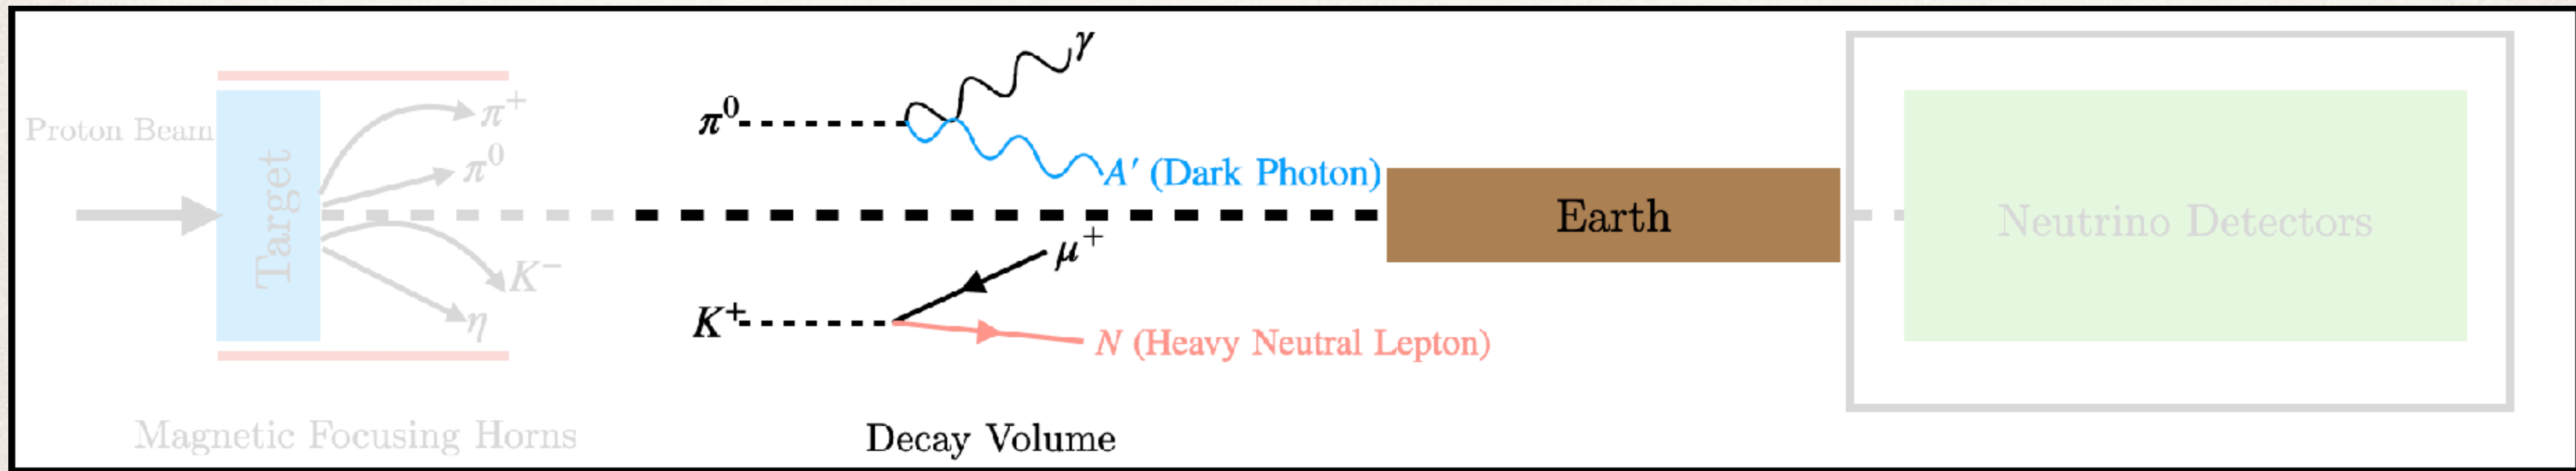 Proton Beam
Target
π⁺
π⁰
K⁻
η
Magnetic Focusing Horns
π⁰
γ
A′ (Dark Photon)
μ⁺
K⁺
N (Heavy Neutral Lepton)
Decay Volume
Earth
Neutrino Detectors